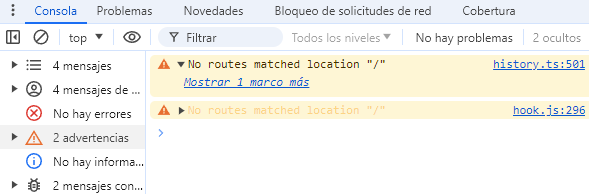 Consola Problemas Novedades Bloqueo de solicitudes de red Cobertura
top Filtrar Todos los niveles No hay problemas 2 ocultos
4 mensajes
4 mensajes de ...
No hay errores
2 advertencias
No hay informa...
2 mensajes con...
No routes matched location "/" history.ts:501
Mostrar 1 marco más
No routes matched location "/" hook.js:296